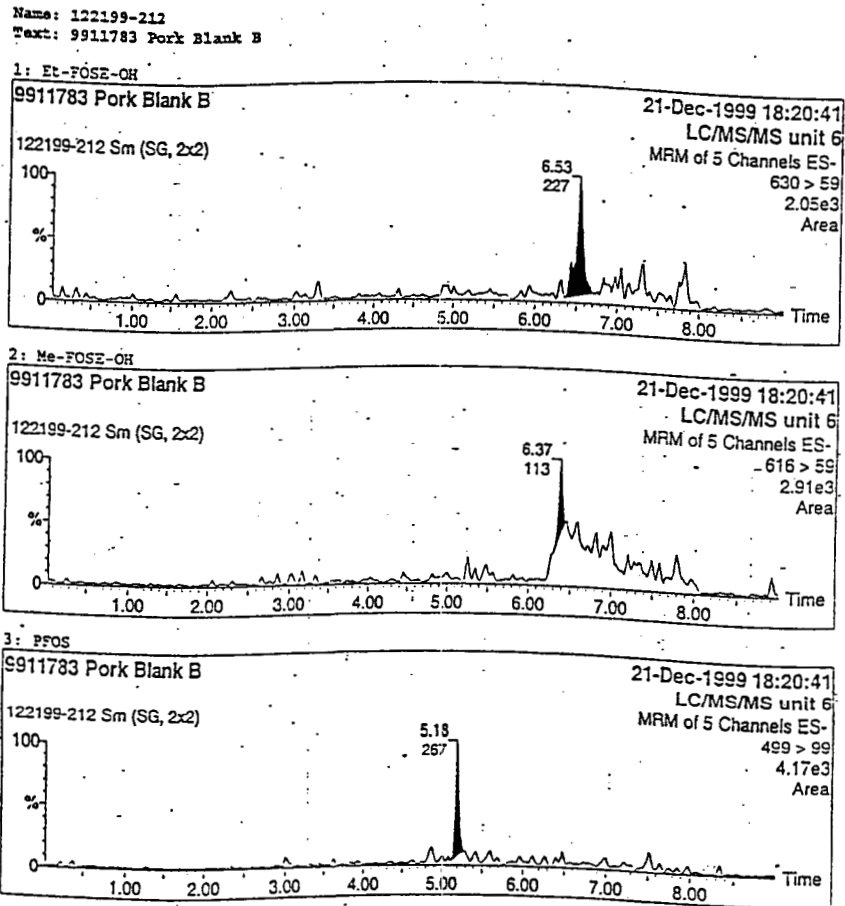 Name: 122199-212
Text: 9911783 Pork Blank B
1: Et-FOSE-OH
9911783 Pork Blank B
21-Dec-1999 18:20:41
LC/MS/MS unit 6
122199-212 Sm (SG, 2x2)
MRM of 5 Channels ES-
630 > 59
2.05e3
Area
100
6.53
227
%
0
1.00 2.00 3.00 4.00 5.00 6.00 7.00 8.00 Time
2: Me-FOSE-OH
9911783 Pork Blank B
21-Dec-1999 18:20:41
LC/MS/MS unit 6
122199-212 Sm (SG, 2x2)
MRM of 5 Channels ES-
616 > 59
2.91e3
Area
100
6.37
113
%
0
1.00 2.00 3.00 4.00 5.00 6.00 7.00 8.00 Time
3: PFOS
9911783 Pork Blank B
21-Dec-1999 18:20:41
LC/MS/MS unit 6
122199-212 Sm (SG, 2x2)
MRM of 5 Channels ES-
499 > 99
4.17e3
Area
100
5.18
267
%
0
1.00 2.00 3.00 4.00 5.00 6.00 7.00 8.00 Time